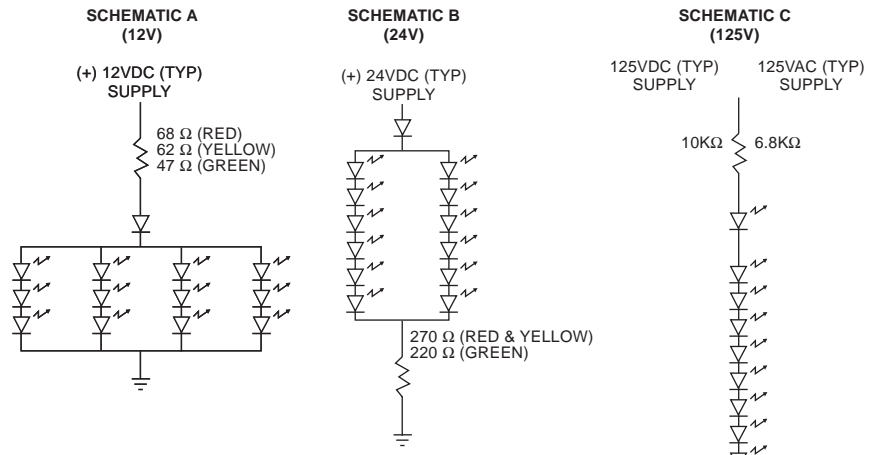 SCHEMATIC A
(12V)
(+) 12VDC (TYP)
SUPPLY
68 Ω (RED)
62 Ω (YELLOW)
47 Ω (GREEN)
SCHEMATIC B
(24V)
(+) 24VDC (TYP)
SUPPLY
270 Ω (RED & YELLOW)
220 Ω (GREEN)
SCHEMATIC C
(125V)
125VDC (TYP)
SUPPLY
125VAC (TYP)
SUPPLY
10KΩ
6.8KΩ